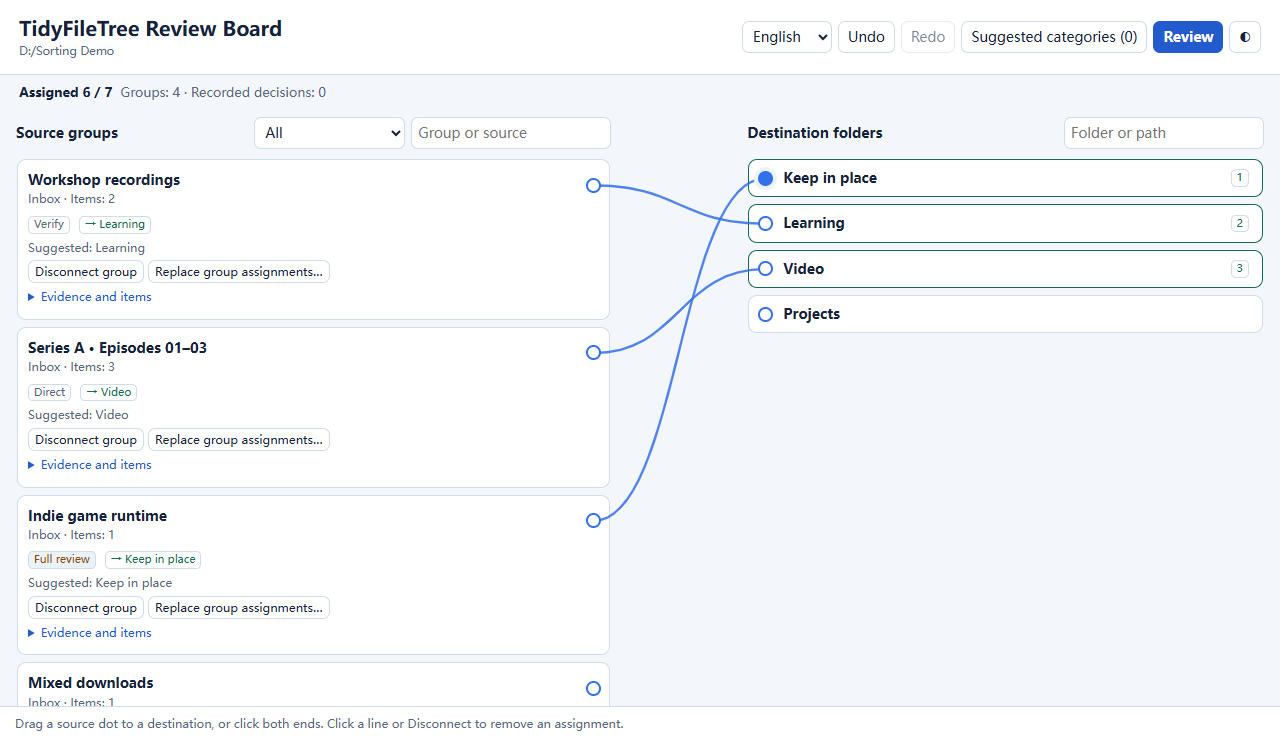 TidyFileTree Review Board
D:/Sorting Demo
English
Undo
Redo
Suggested categories (0)
Review
Assigned 6 / 7 Groups: 4 · Recorded decisions: 0
Source groups
All
Group or source
Destination folders
Folder or path
Workshop recordings
Inbox · Items: 2
Verify → Learning
Suggested: Learning
Disconnect group Replace group assignments...
Evidence and items
Series A • Episodes 01–03
Inbox · Items: 3
Direct → Video
Suggested: Video
Disconnect group Replace group assignments...
Evidence and items
Indie game runtime
Inbox · Items: 1
Full review → Keep in place
Suggested: Keep in place
Disconnect group Replace group assignments...
Evidence and items
Mixed downloads
Inbox · Items: 1
Keep in place 1
Learning 2
Video 3
Projects
Drag a source dot to a destination, or click both ends. Click a line or Disconnect to remove an assignment.